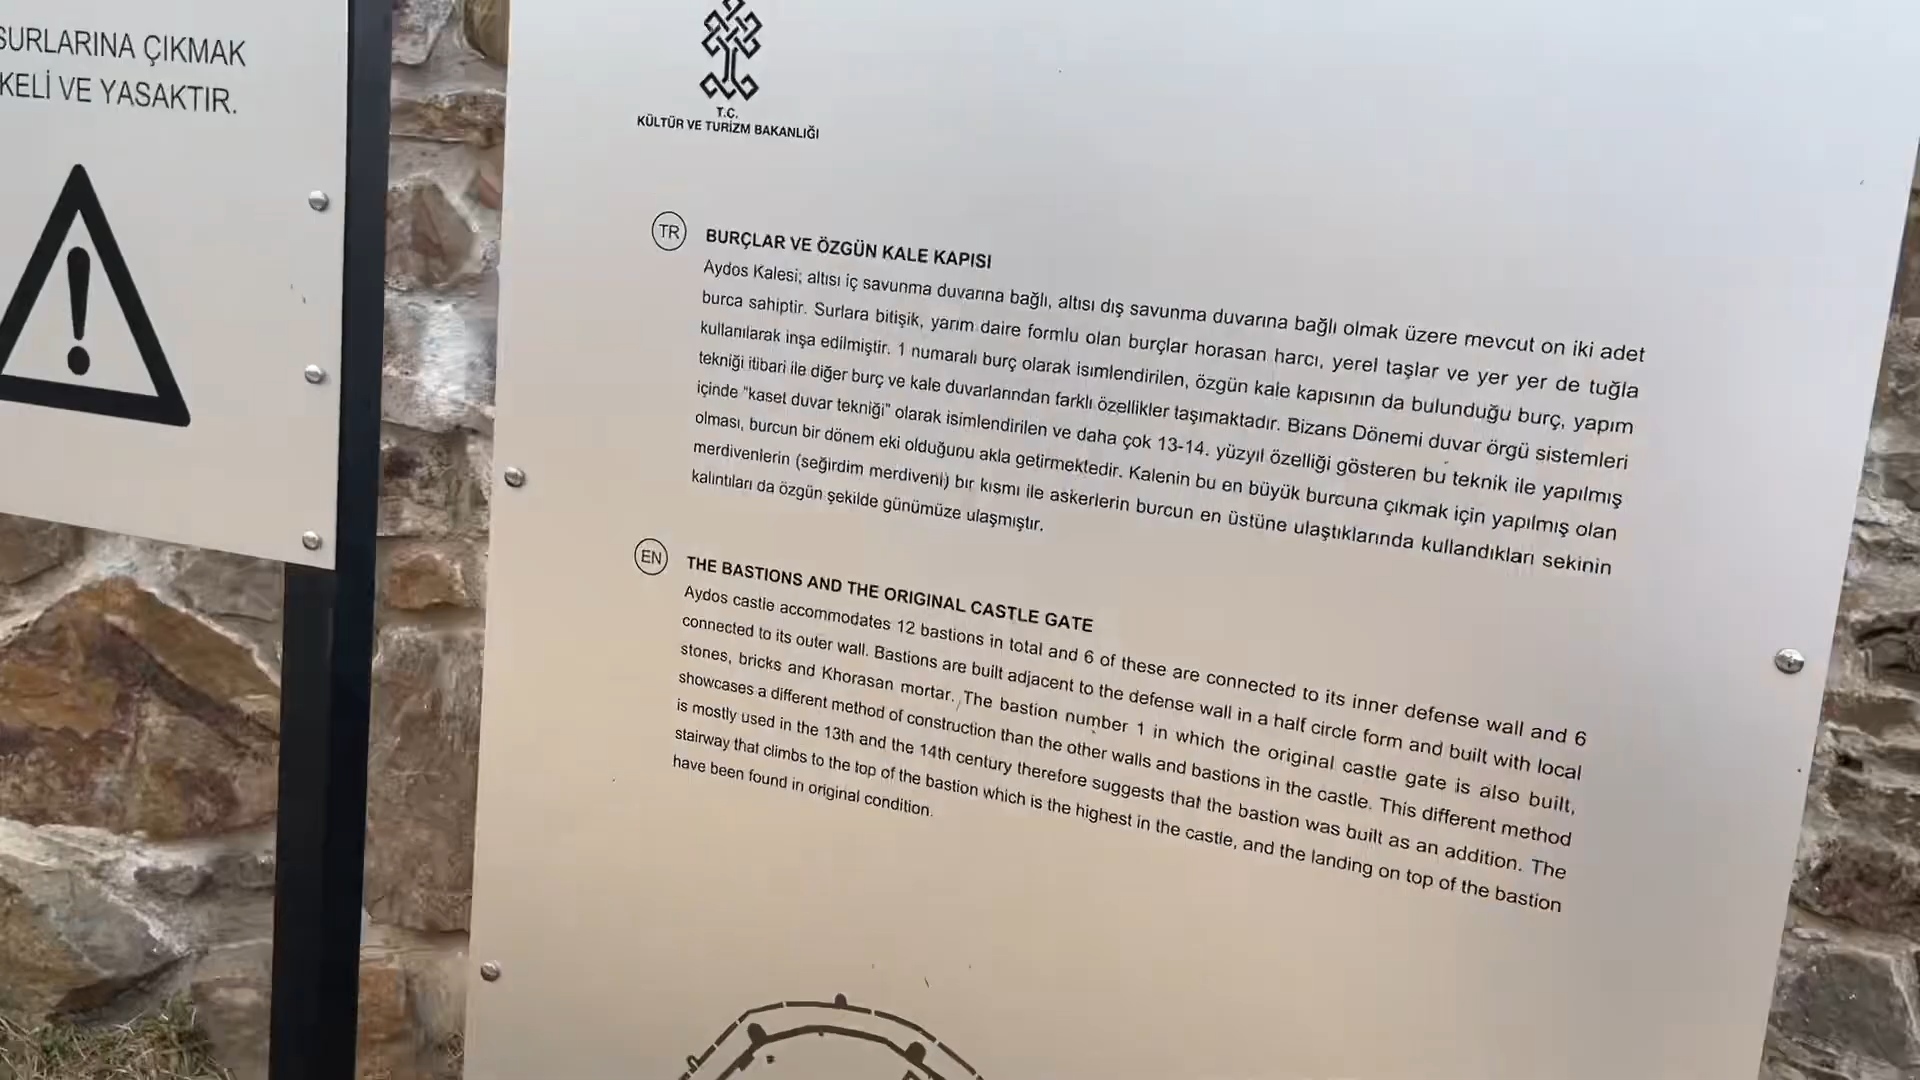 SURLARINA ÇIKMAK
KELİ VE YASAKTIR.
T.C.
KÜLTÜR VE TURİZM BAKANLIĞI
TR
BURÇLAR VE ÖZGÜN KALE KAPISI
Aydos Kalesi; altısı iç savunma duvarına bağlı, altısı dış savunma duvarına bağlı olmak üzere mevcut on iki adet
burca sahiptir. Surlara bitişik, yarım daire formlu olan burçlar horasan harcı, yerel taşlar ve yer yer de tuğla
kullanılarak inşa edilmiştir. 1 numaralı burç olarak isimlendirilen, özgün kale kapısının da bulunduğu burç, yapım
tekniği itibari ile diğer burç ve kale duvarlarından farklı özellikler taşımaktadır. Bizans Dönemi duvar örgü sistemleri
içinde "kaset duvar tekniği" olarak isimlendirilen ve daha çok 13-14. yüzyıl özelliği gösteren bu teknik ile yapılmış
olması, burcun bir dönem eki olduğunu akla getirmektedir. Kalenin bu en büyük burcuna çıkmak için yapılmış olan
merdivenlerin (seğirdim merdiveni) bir kısmı ile askerlerin burcun en üstüne ulaştıklarında kullandıkları sekinin
kalıntıları da özgün şekilde günümüze ulaşmıştır.
EN
THE BASTIONS AND THE ORIGINAL CASTLE GATE
Aydos castle accommodates 12 bastions in total and 6 of these are connected to its inner defense wall and 6
connected to its outer wall. Bastions are built adjacent to the defense wall in a half circle form and built with local
stones, bricks and Khorasan mortar. The bastion number 1 in which the original castle gate is also built,
showcases a different method of construction than the other walls and bastions in the castle. This different method
is mostly used in the 13th and the 14th century therefore suggests that the bastion was built as an addition. The
stairway that climbs to the top of the bastion which is the highest in the castle, and the landing on top of the bastion
have been found in original condition.